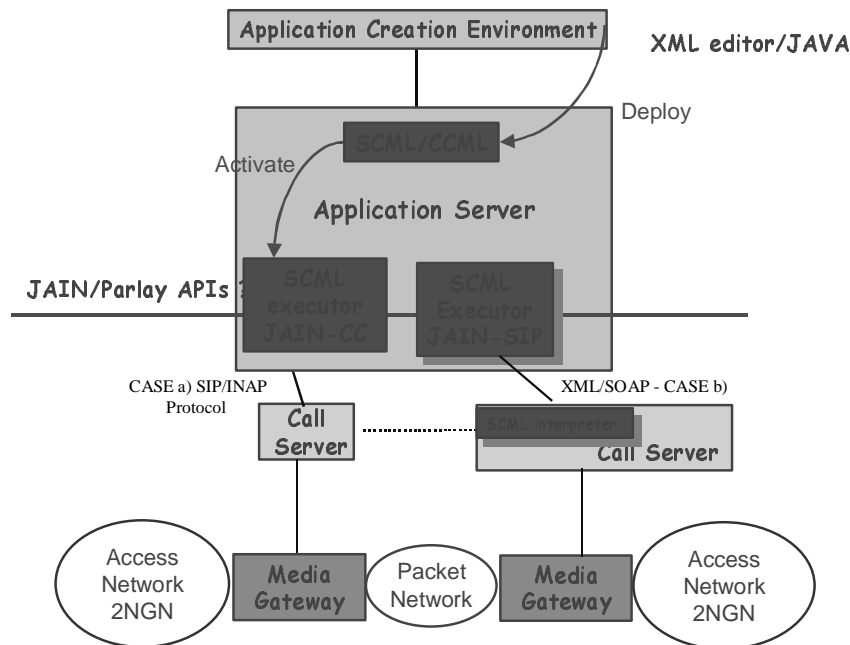 Application Creation Environment
XML editor/JAVA
Deploy
SCML/CCML
Activate
Application Server
JAIN/Parlay APIs ?
SCML
executor
JAIN-CC
SCML
Executor
JAIN-SIP
CASE a) SIP/INAP
Protocol
XML/SOAP - CASE b)
Call
Server
SCML interpreter
Call Server
Access
Network
2NGN
Media
Gateway
Packet
Network
Media
Gateway
Access
Network
2NGN